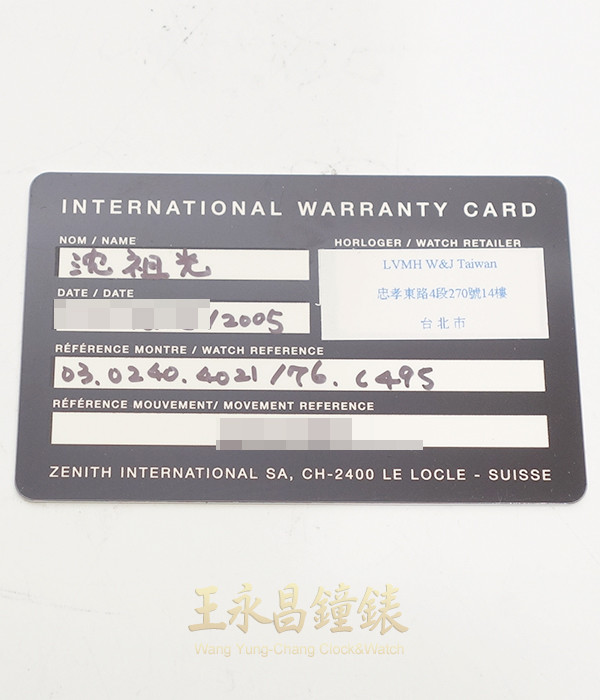 INTERNATIONAL WARRANTY CARD
NOM / NAME
沈祖光
DATE / DATE
/2005
RÉFÉRENCE MONTRE / WATCH REFERENCE
03.0240.4021/76.C495
RÉFÉRENCE MOUVEMENT/ MOVEMENT REFERENCE
HORLOGER / WATCH RETAILER
LVMH W&J Taiwan
忠孝東路4段270號14樓
台北市
ZENITH INTERNATIONAL SA, CH-2400 LE LOCLE - SUISSE
王永昌鐘錶
Wang Yung-Chang Clock&Watch